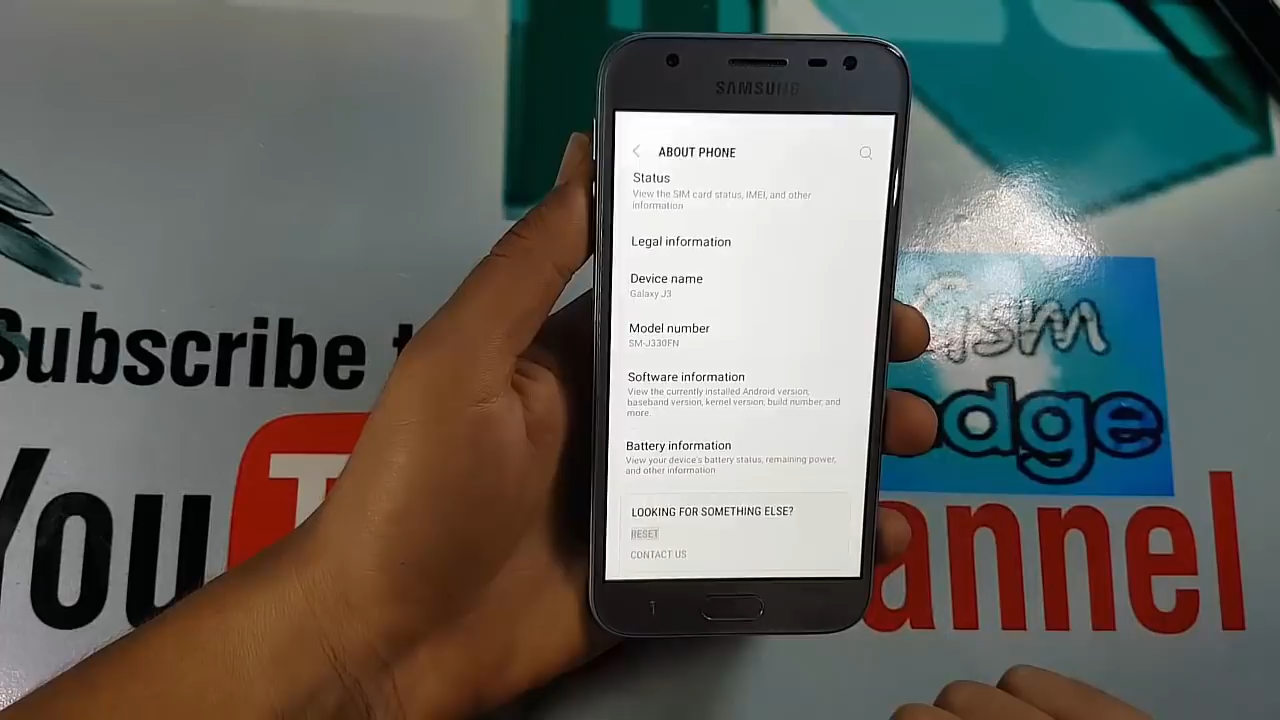 SAMSUNG
ABOUT PHONE
Status
View the SIM card status, IMEI, and other
information
Legal information
Device name
Galaxy J3
Model number
SM-J330FN
Software information
View the currently installed Android version,
baseband version, kernel version, build number, and
more.
Battery information
View your device's battery status, remaining power,
and other information
LOOKING FOR SOMETHING ELSE?
RESET
CONTACT US
Subscribe t
You T
annel
dge